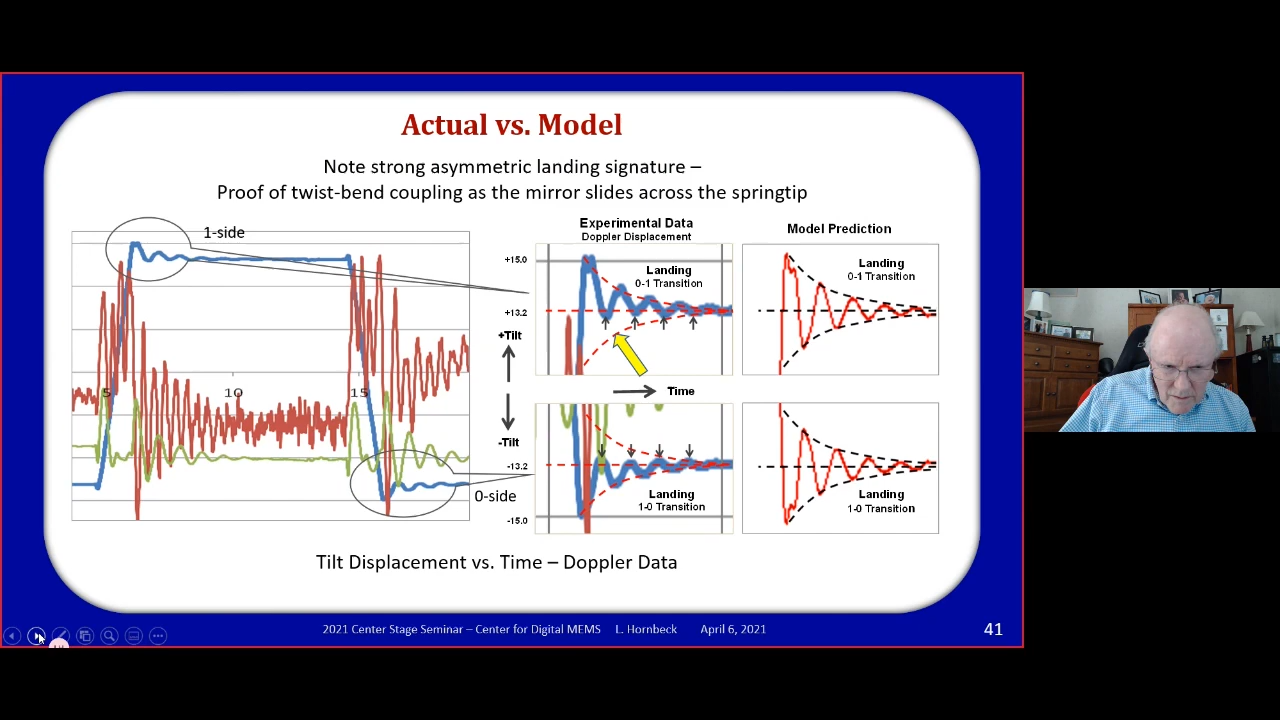 Actual vs. Model
Note strong asymmetric landing signature –
Proof of twist-bend coupling as the mirror slides across the springtip
1-side
5
10
15
0-side
Experimental Data
Doppler Displacement
+15.0
Landing
0-1 Transition
+13.2
+Tilt
Time
-Tilt
-13.2
Landing
1-0 Transition
-15.0
Model Prediction
Landing
0-1 Transition
Landing
1-0 Transition
Tilt Displacement vs. Time – Doppler Data
2021 Center Stage Seminar – Center for Digital MEMS L. Hornbeck April 6, 2021
41